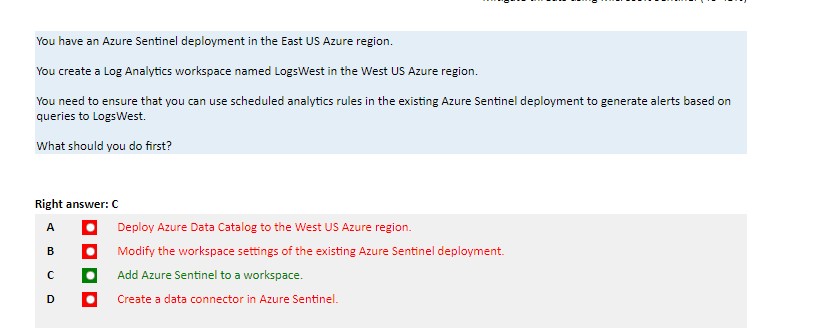 You have an Azure Sentinel deployment in the East US Azure region.
You create a Log Analytics workspace named LogsWest in the West US Azure region.
You need to ensure that you can use scheduled analytics rules in the existing Azure Sentinel deployment to generate alerts based on
queries to LogsWest.
What should you do first?
Right answer: C
A Deploy Azure Data Catalog to the West US Azure region.
B Modify the workspace settings of the existing Azure Sentinel deployment.
C Add Azure Sentinel to a workspace.
D Create a data connector in Azure Sentinel.